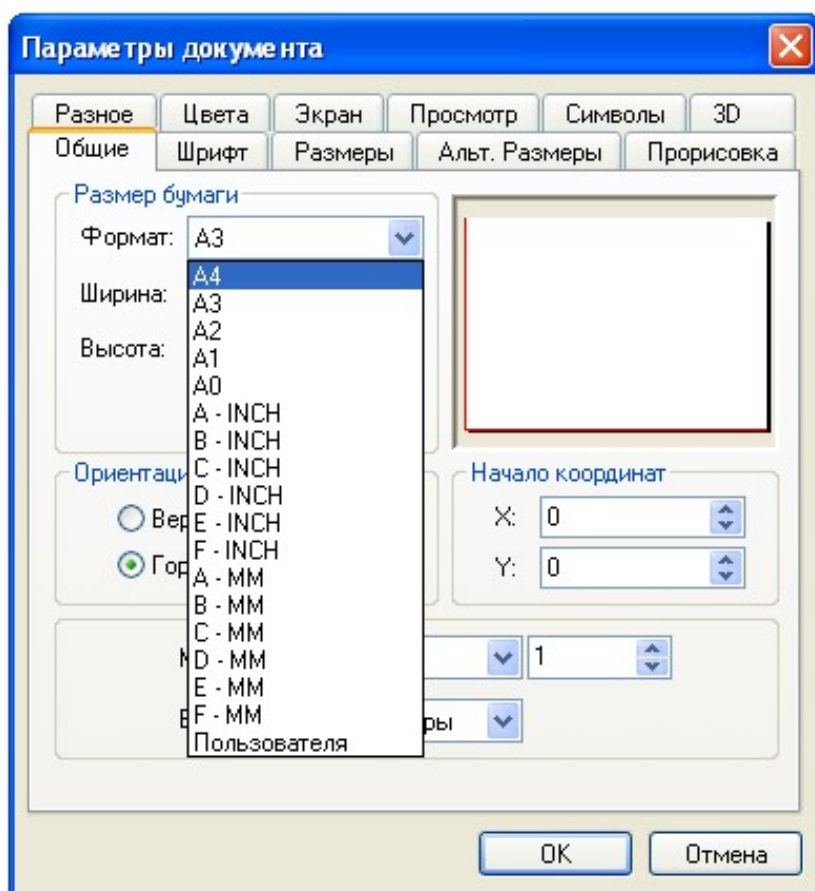 Параметры документа
Разное Цвета Экран Просмотр Символы 3D
Общие Шрифт Размеры Альт. Размеры Прорисовка
Размер бумаги
Формат: A3
Ширина:
Высота:
A4
A3
A2
A1
A0
A - INCH
B - INCH
C - INCH
D - INCH
E - INCH
F - INCH
A - MM
B - MM
C - MM
D - MM
E - MM
F - MM
Пользователя
Начало координат
X: 0
Y: 0
1
OK Отмена